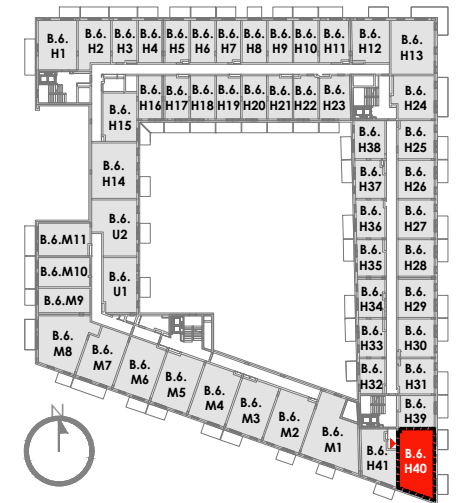 B.6.
H1
B.6.
H2
B.6.
H3
B.6.
H4
B.6.
H5
B.6.
H6
B.6.
H7
B.6.
H8
B.6.
H9
B.6.
H10
B.6.
H11
B.6.
H12
B.6.
H13
B.6.
H16
B.6.
H17
B.6.
H18
B.6.
H19
B.6.
H20
B.6.
H21
B.6.
H22
B.6.
H23
B.6.
H24
B.6.
H15
B.6.
H38
B.6.
H25
B.6.
H14
B.6.
H37
B.6.
H26
B.6.
U2
B.6.
H36
B.6.
H27
B.6.M11
B.6.
H35
B.6.
H28
B.6.M10
B.6.
U1
B.6.
H34
B.6.
H29
B.6.M9
B.6.
H33
B.6.
H30
B.6.
M8
B.6.
M7
B.6.
M6
B.6.
M5
B.6.
M4
B.6.
M3
B.6.
M2
B.6.
M1
B.6.
H32
B.6.
H31
B.6.
H39
B.6.
H41
B.6.
H40
N